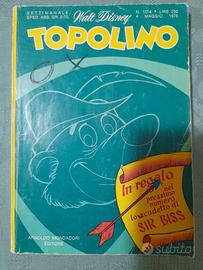 SETTIMANALE
SPED. ABB. GR. 2/70
Walt Disney
N. 1014 • LIRE 250
• MAGGIO 1975
TOPOLINO
In regalo
nel
prossimo
numero
lo scudetto di
SIR BISS
ARNOLDO MONDADORI
EDITORE
subito